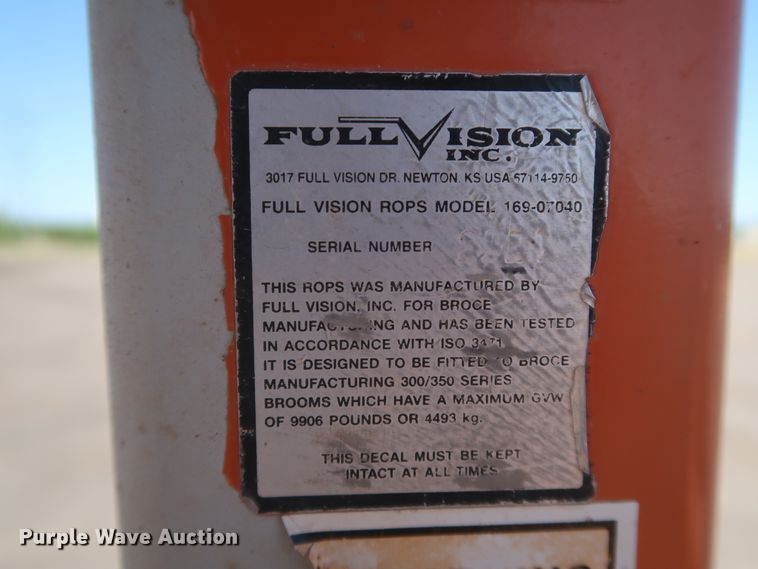 FULL VISION
INC.
3017 FULL VISION DR. NEWTON, KS USA 67114-9750
FULL VISION ROPS MODEL 169-07040
SERIAL NUMBER
THIS ROPS WAS MANUFACTURED BY
FULL VISION, INC. FOR BROCE
MANUFACTURING AND HAS BEEN TESTED
IN ACCORDANCE WITH ISO 3471.
IT IS DESIGNED TO BE FITTED TO BROCE
MANUFACTURING 300/350 SERIES
BROOMS WHICH HAVE A MAXIMUM GVW
OF 9906 POUNDS OR 4493 kg.
THIS DECAL MUST BE KEPT
INTACT AT ALL TIMES
Purple Wave Auction